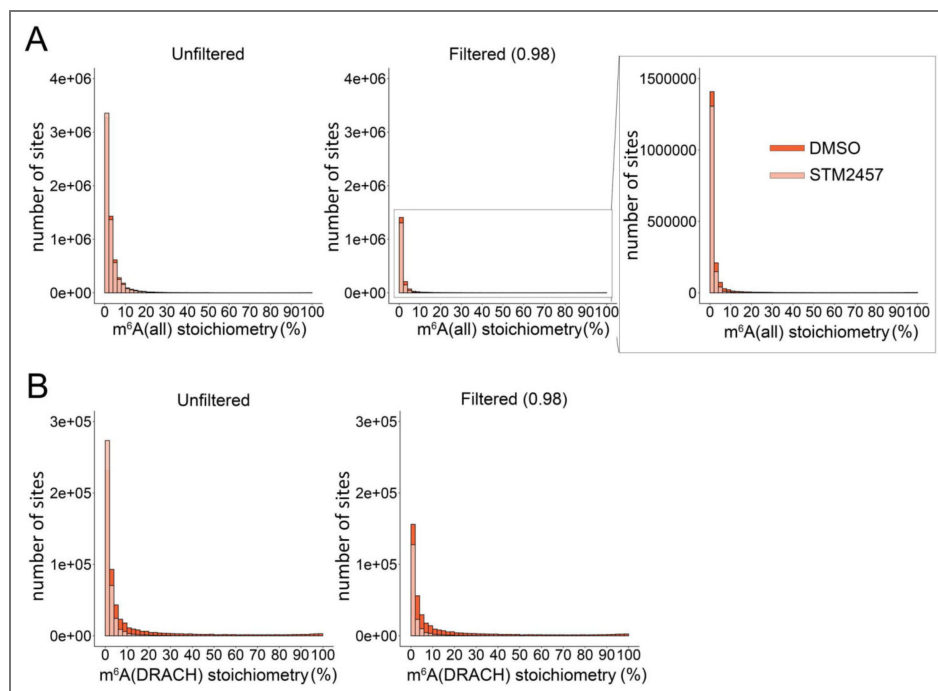 A
Unfiltered
number of sites
4e+06
3e+06
2e+06
1e+06
0e+00
0 10 20 30 40 50 60 70 80 90 100
m⁶A(all) stoichiometry (%)
Filtered (0.98)
number of sites
4e+06
3e+06
2e+06
1e+06
0e+00
0 10 20 30 40 50 60 70 80 90 100
m⁶A(all) stoichiometry (%)
number of sites
1500000
1000000
500000
0
DMSO
STM2457
0 10 20 30 40 50 60 70 80 90 100
m⁶A(all) stoichiometry (%)
B
Unfiltered
number of sites
3e+05
2e+05
1e+05
0e+00
0 10 20 30 40 50 60 70 80 90 100
m⁶A(DRACH) stoichiometry (%)
Filtered (0.98)
number of sites
3e+05
2e+05
1e+05
0e+00
0 10 20 30 40 50 60 70 80 90 100
m⁶A(DRACH) stoichiometry (%)